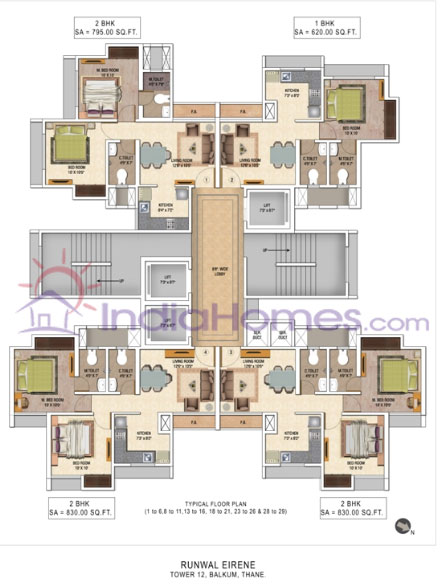 2 BHK
SA = 795.00 SQ.FT.
1 BHK
SA = 620.00 SQ.FT.
M. BED ROOM
M.TOILET
KITCHEN
BED ROOM
F.B.
F.B.
BED ROOM
C.TOILET
LIVING ROOM
LIVING ROOM
C.TOILET
M.TOILET
1
2
KITCHEN
LIFT
UP
LIFT
WIDE
LOBBY
UP
LIFT
IndiaHomes.com
ELE. DUCT
LIVING ROOM
4
3
LIVING ROOM
M.TOILET
C.TOILET
C.TOILET
M.TOILET
M. BED ROOM
M. BED ROOM
BED ROOM
KITCHEN
KITCHEN
BED ROOM
2 BHK
SA = 830.00 SQ.FT.
TYPICAL FLOOR PLAN
(1 to 6,8 to 11,13 to 16, 18 to 21, 23 to 26 & 28 to 29)
2 BHK
SA = 830.00 SQ.FT.
N
RUNWAL EIRENE
TOWER 12, BALKUM, THANE.